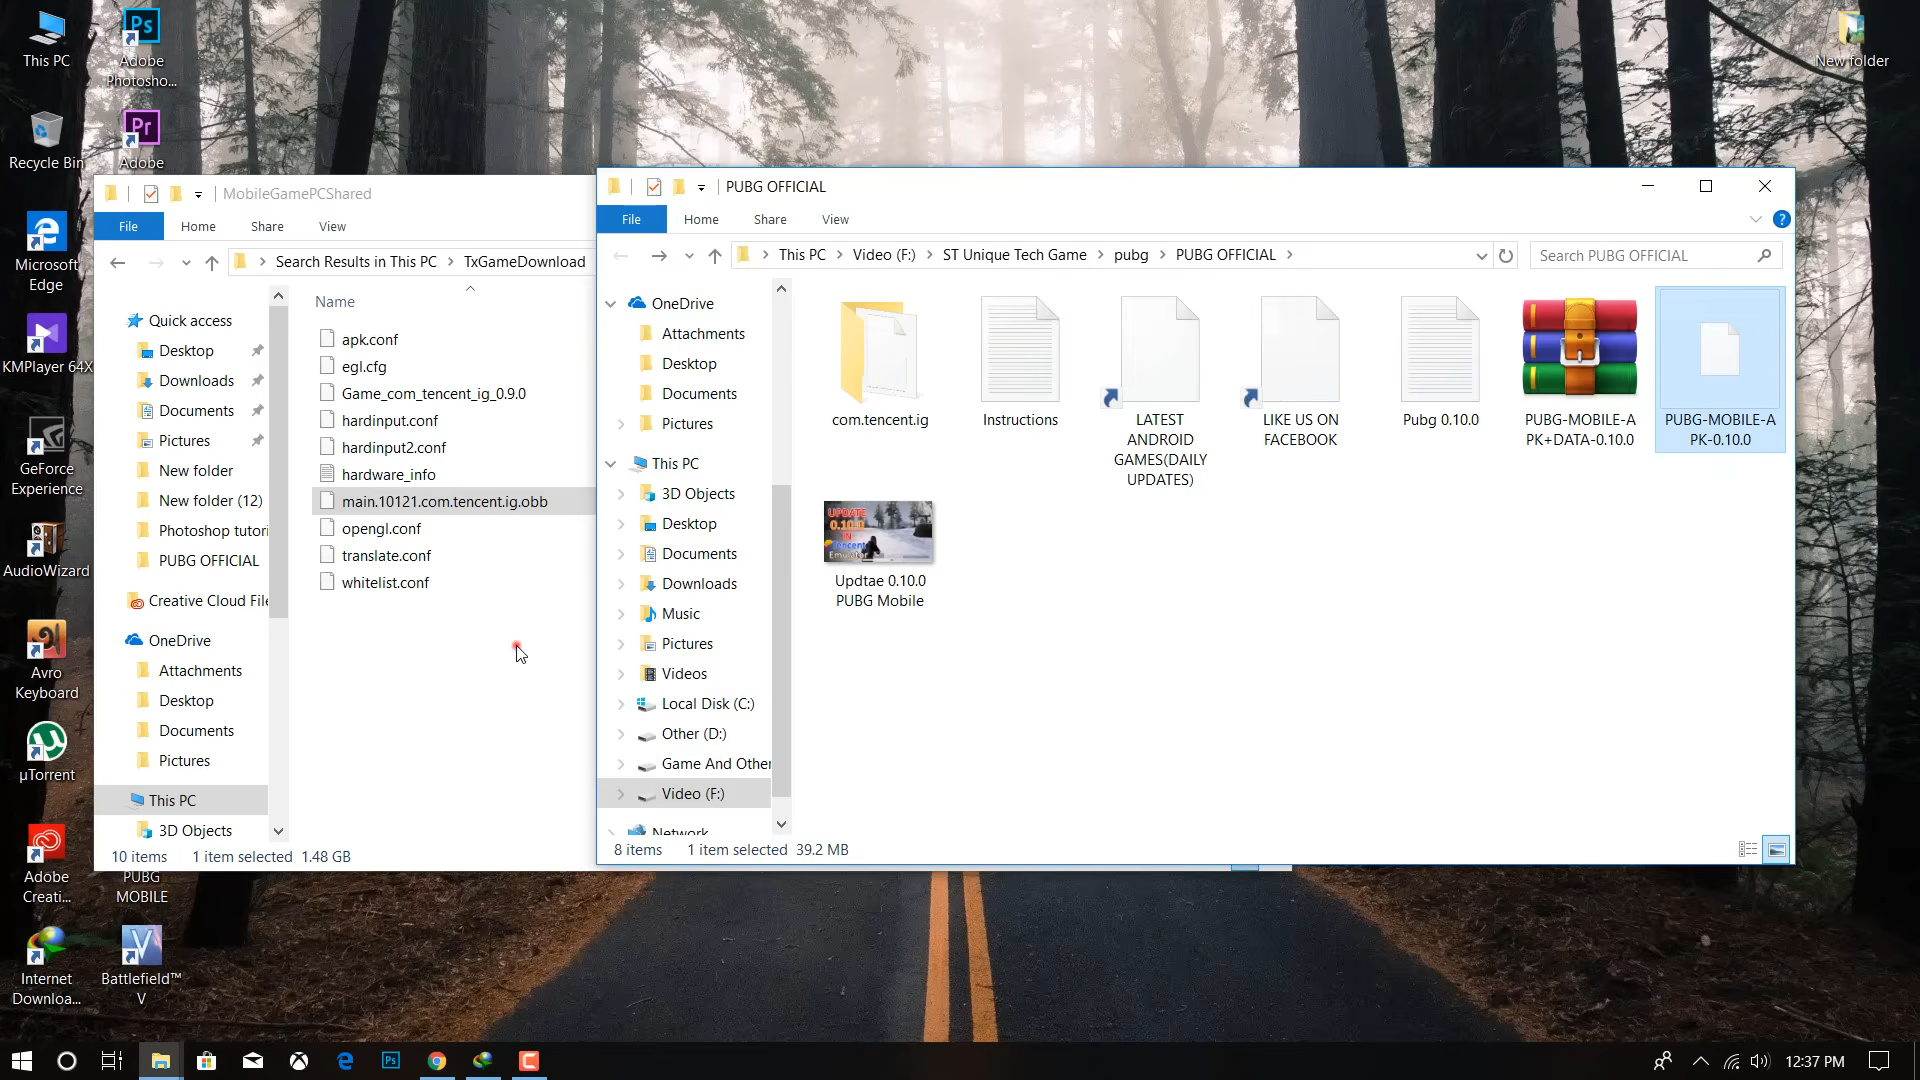 This PC
Adobe
Photosho...
New folder
Recycle Bin
Adobe
Microsoft
Edge
KMPlayer 64X
GeForce
Experience
AudioWizard
Avro
Keyboard
µTorrent
Adobe
Creati...
PUBG
MOBILE
Internet
Downloa...
Battlefield™
V
MobileGamePCShared
File
Home
Share
View
Search Results in This PC
TxGameDownload
Quick access
Desktop
Downloads
Documents
Pictures
New folder
New folder (12)
Photoshop tutori
PUBG OFFICIAL
Creative Cloud File
OneDrive
Attachments
Desktop
Documents
Pictures
This PC
3D Objects
Name
apk.conf
egl.cfg
Game_com_tencent_ig_0.9.0
hardinput.conf
hardinput2.conf
hardware_info
main.10121.com.tencent.ig.obb
opengl.conf
translate.conf
whitelist.conf
10 items
1 item selected
1.48 GB
PUBG OFFICIAL
File
Home
Share
View
This PC
Video (F:)
ST Unique Tech Game
pubg
PUBG OFFICIAL
Search PUBG OFFICIAL
OneDrive
Attachments
Desktop
Documents
Pictures
This PC
3D Objects
Desktop
Documents
Downloads
Music
Pictures
Videos
Local Disk (C:)
Other (D:)
Game And Other
Video (F:)
Network
com.tencent.ig
Instructions
LATEST
ANDROID
GAMES(DAILY
UPDATES)
LIKE US ON
FACEBOOK
Pubg 0.10.0
PUBG-MOBILE-A
PK+DATA-0.10.0
PUBG-MOBILE-A
PK-0.10.0
UPDATE
0.10.0
IN
Tencent
Emulator
Updtae 0.10.0
PUBG Mobile
8 items
1 item selected
39.2 MB
12:37 PM